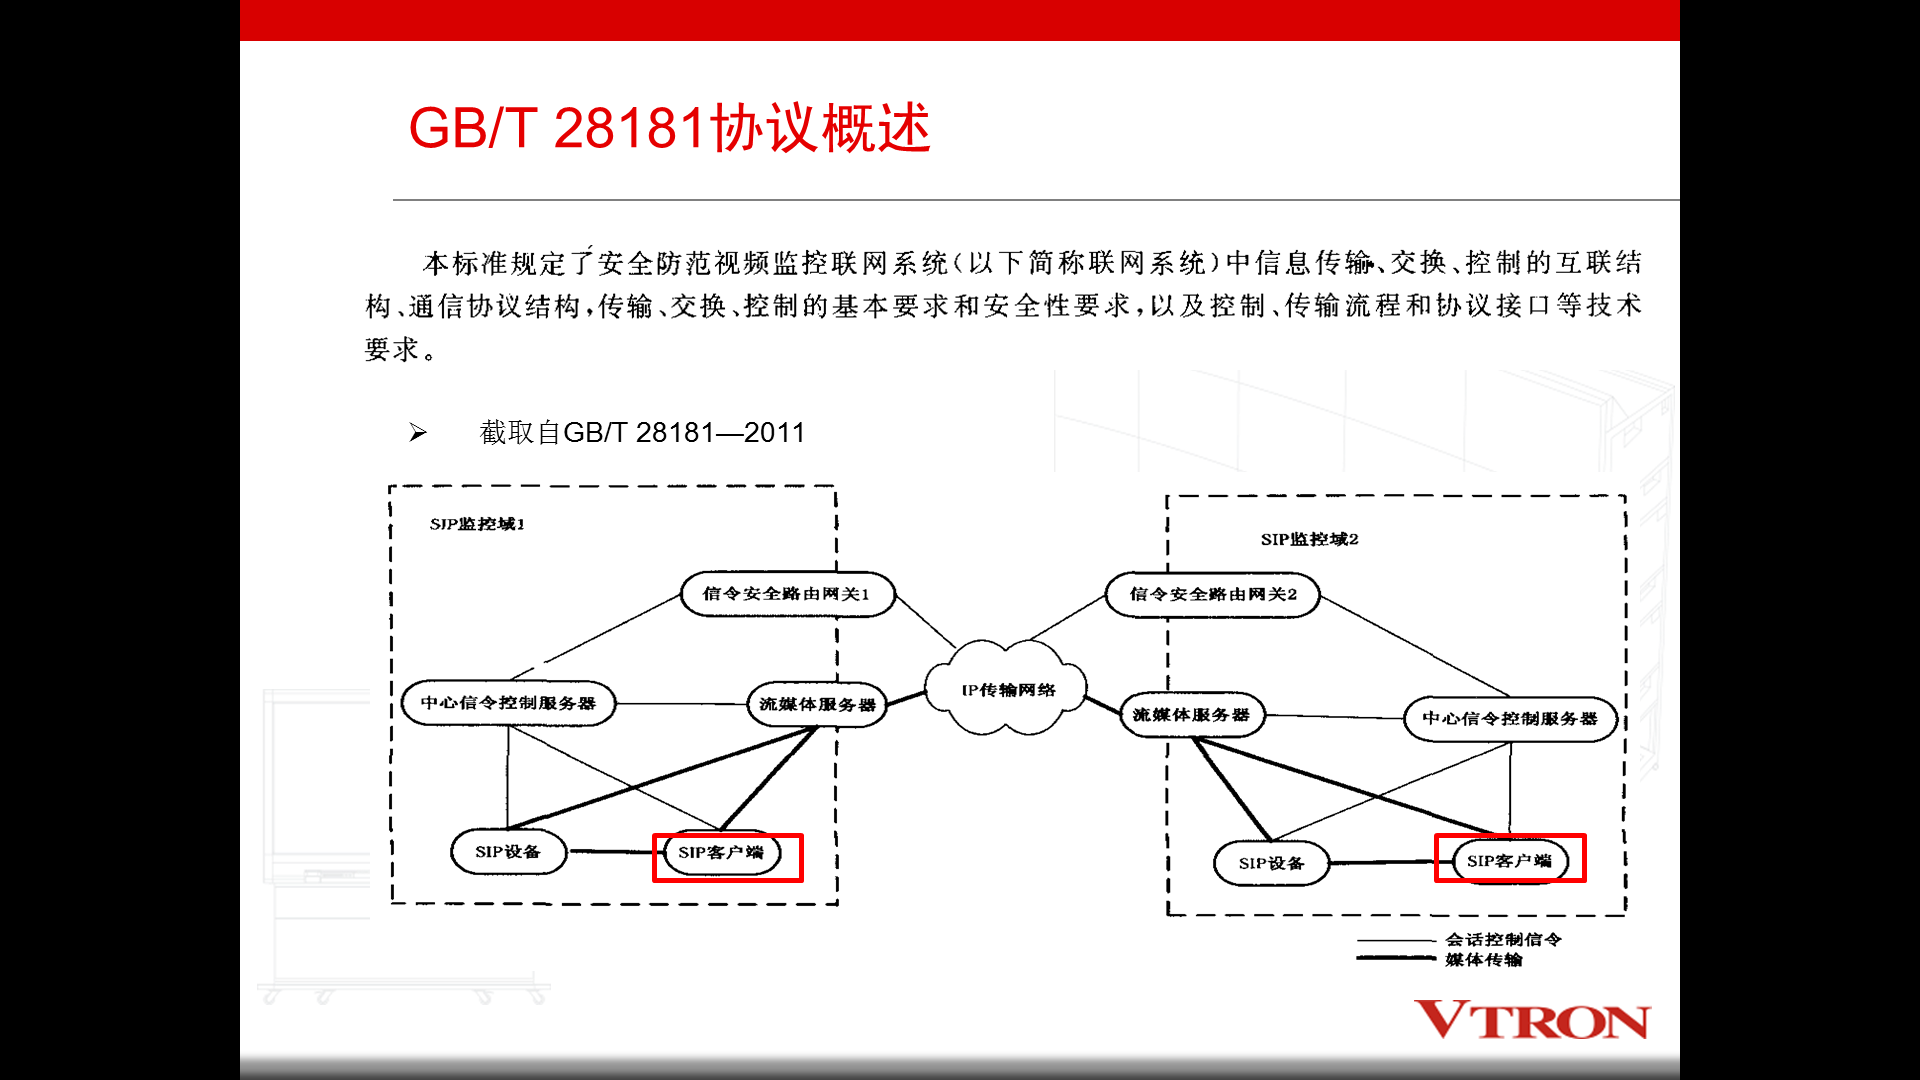 GB/T 28181协议概述
本标准规定了安全防范视频监控联网系统(以下简称联网系统)中信息传输、交换、控制的互联结
构、通信协议结构,传输、交换、控制的基本要求和安全性要求,以及控制、传输流程和协议接口等技术
要求。
➢ 截取自GB/T 28181—2011
SIP监控域1
SIP监控域2
信令安全路由网关1
信令安全路由网关2
IP传输网络
中心信令控制服务器
流媒体服务器
流媒体服务器
中心信令控制服务器
SIP设备
SIP客户端
SIP设备
SIP客户端
会话控制信令
媒体传输
VTRON